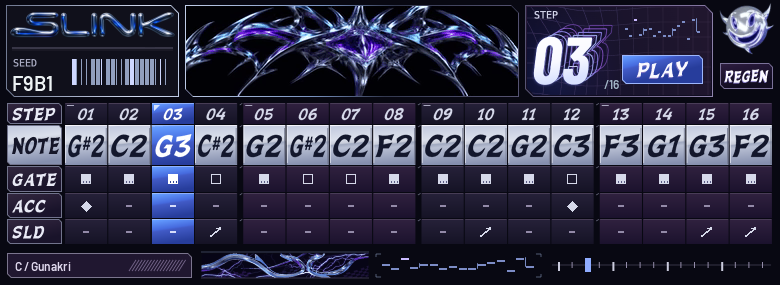 SLINK
SEED
F9B1
STEP
03
/16
PLAY
REGEN
STEP 01 02 03 04 05 06 07 08 09 10 11 12 13 14 15 16
NOTE G#2 C2 G3 C#2 G2 G#2 C2 F2 C2 C2 G2 C3 F3 G1 G3 F2
GATE
ACC
SLD
C / Gunakri